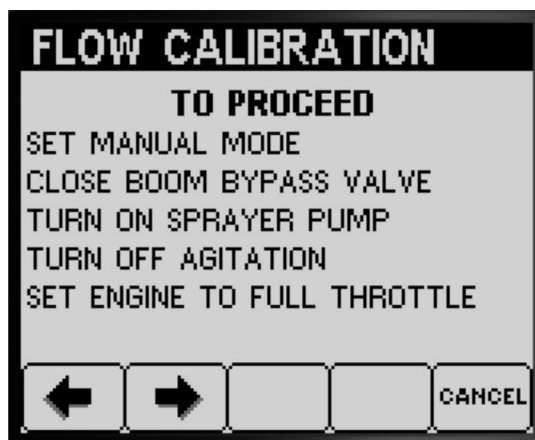 FLOW CALIBRATION
TO PROCEED
SET MANUAL MODE
CLOSE BOOM BYPASS VALVE
TURN ON SPRAYER PUMP
TURN OFF AGITATION
SET ENGINE TO FULL THROTTLE
CANCEL